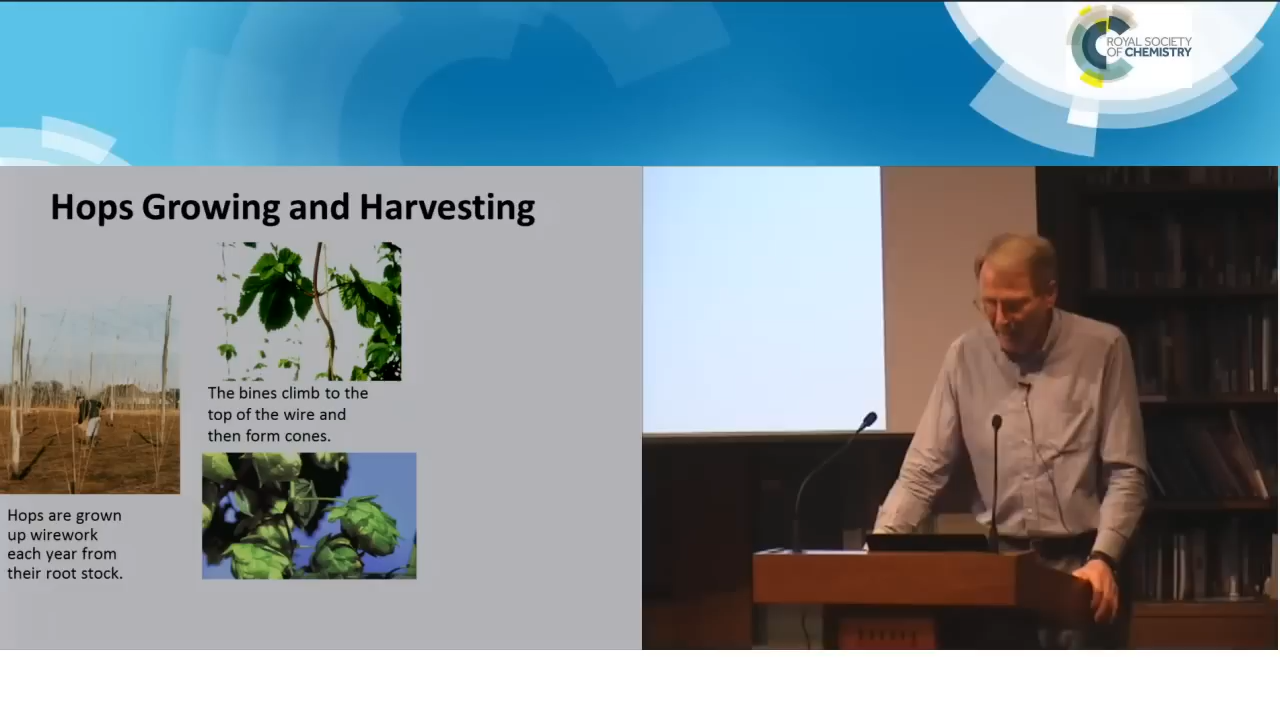 ROYAL SOCIETY
OF CHEMISTRY
Hops Growing and Harvesting
The bines climb to the
top of the wire and
then form cones.
Hops are grown
up wirework
each year from
their root stock.